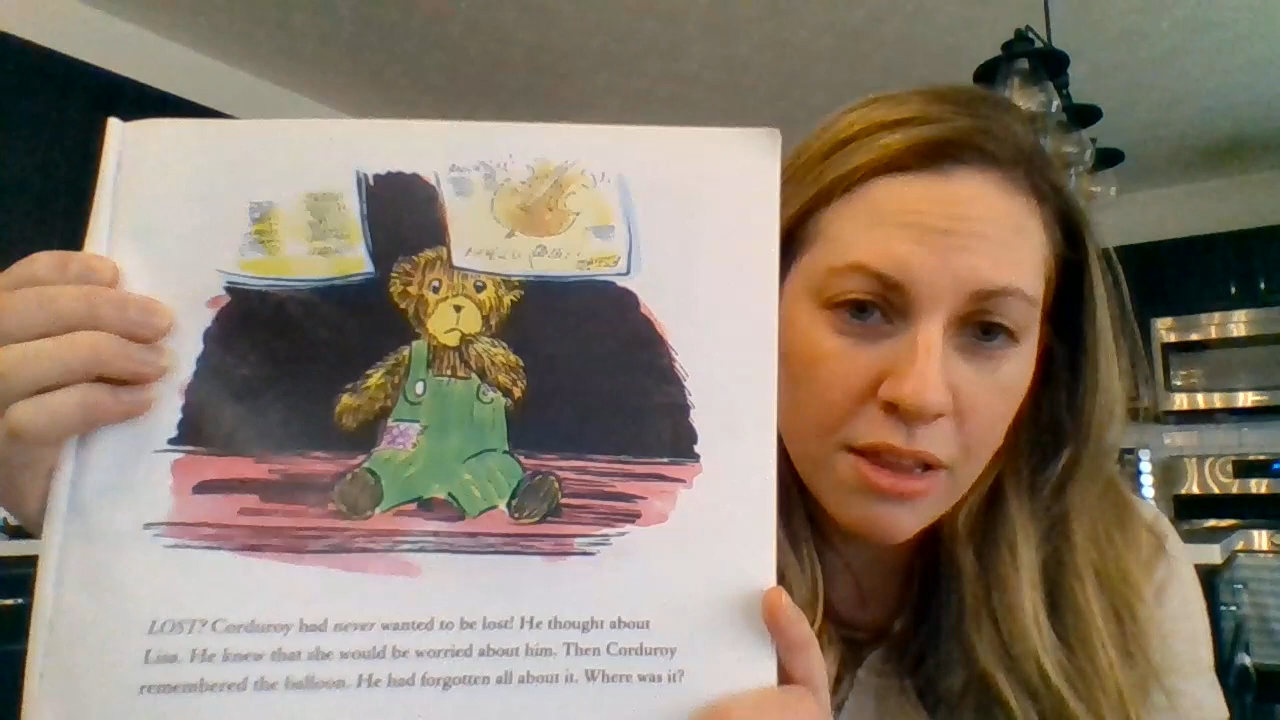 LOST? Corduroy had never wanted to be lost! He thought about
Lisa. He knew that she would be worried about him. Then Corduroy
remembered the balloon. He had forgotten all about it. Where was it?